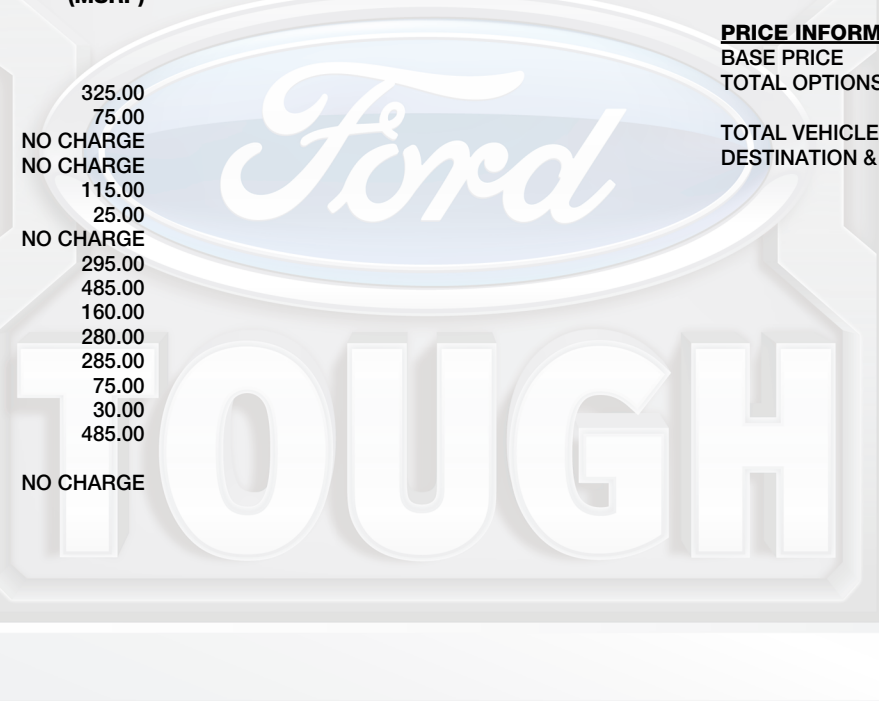 (MSRP)
325.00
75.00
NO CHARGE
NO CHARGE
115.00
25.00
NO CHARGE
295.00
485.00
160.00
280.00
285.00
75.00
30.00
485.00
NO CHARGE
PRICE INFORM
BASE PRICE
TOTAL OPTIONS
TOTAL VEHICLE
DESTINATION &
Ford
TOUGH